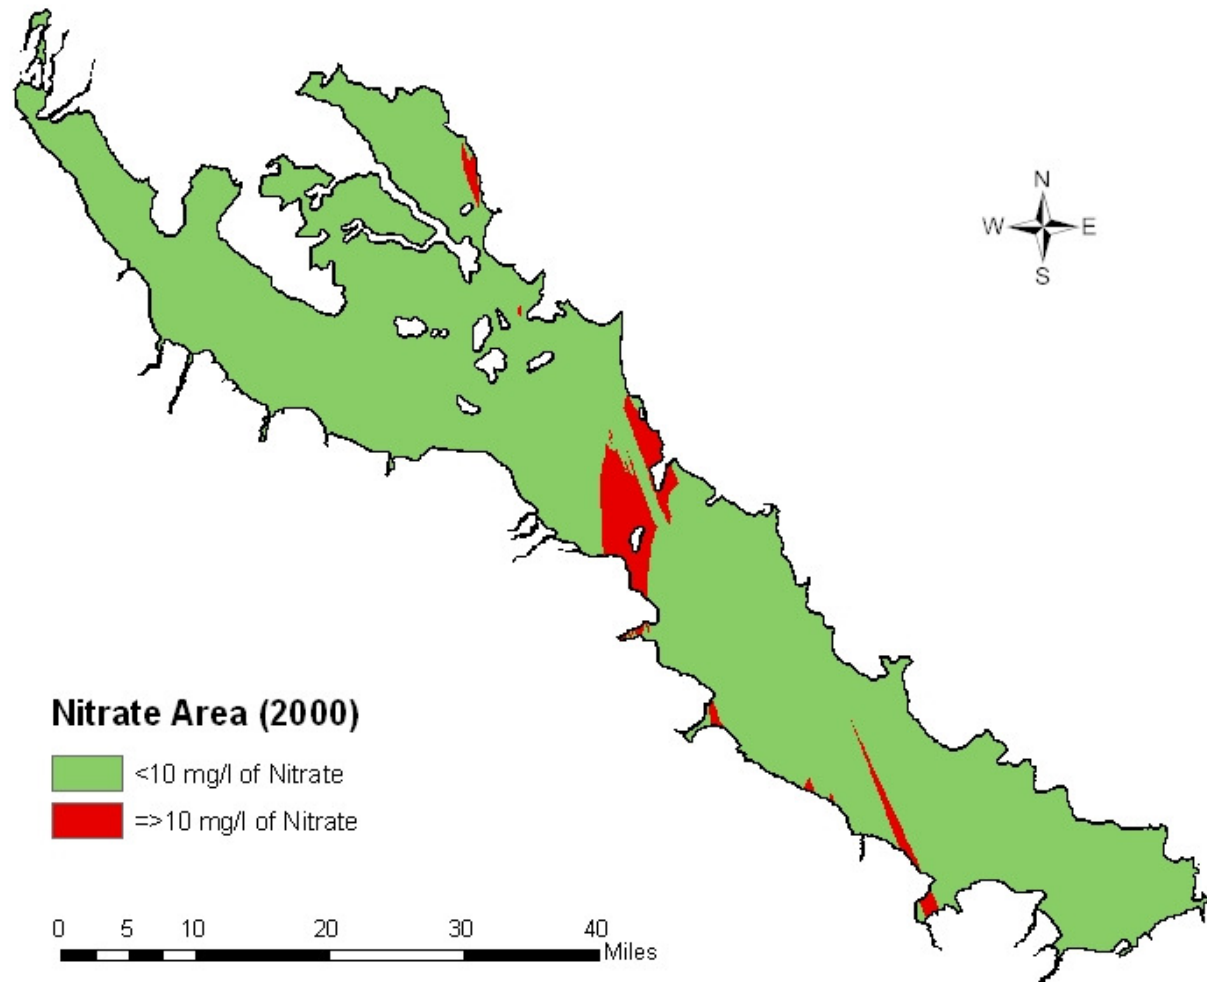 N
W E
S
Nitrate Area (2000)
<10 mg/l of Nitrate
=>10 mg/l of Nitrate
0 5 10 20 30 40
Miles